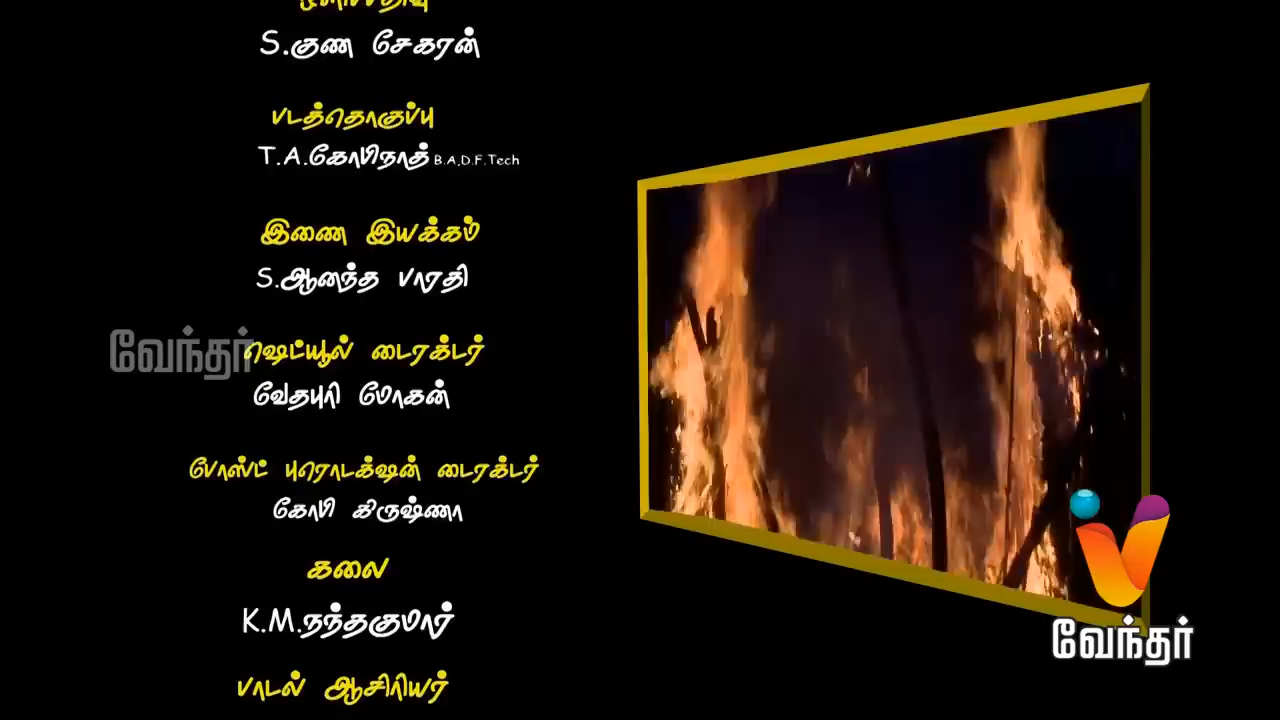 S.குண சேகரன்
படத்தொகுப்பு
T.A.கோபிநாத் B.A,D.F.Tech
இணை இயக்கம்
S.ஆனந்த பாரதி
வேந்தர்
ஷெட்யூல் டைரக்டர்
வேதபுரி மோகன்
போஸ்ட் புரொடக்ஷன் டைரக்டர்
கோபி கிருஷ்ணா
கலை
K.M.நந்தகுமார்
வேந்தர்
பாடல் ஆசிரியர்